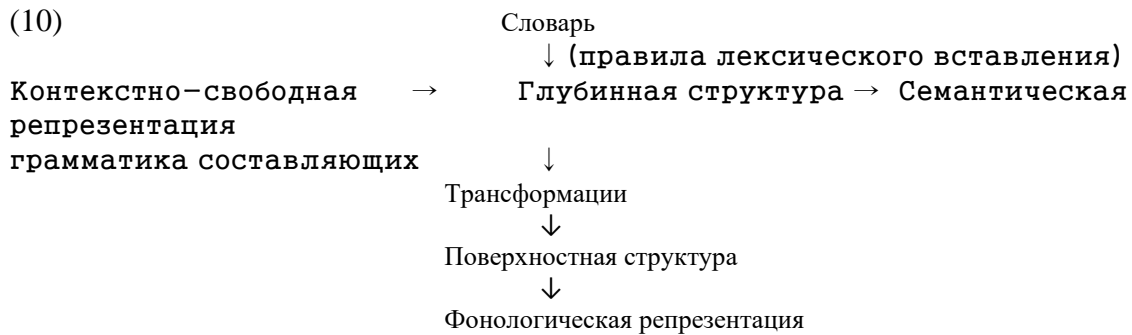 (10) Словарь
↓ (правила лексического вставления)
Контекстно-свободная → Глубинная структура → Семантическая
репрезентация
грамматика составляющих ↓
Трансформации
↓
Поверхностная структура
↓
Фонологическая репрезентация